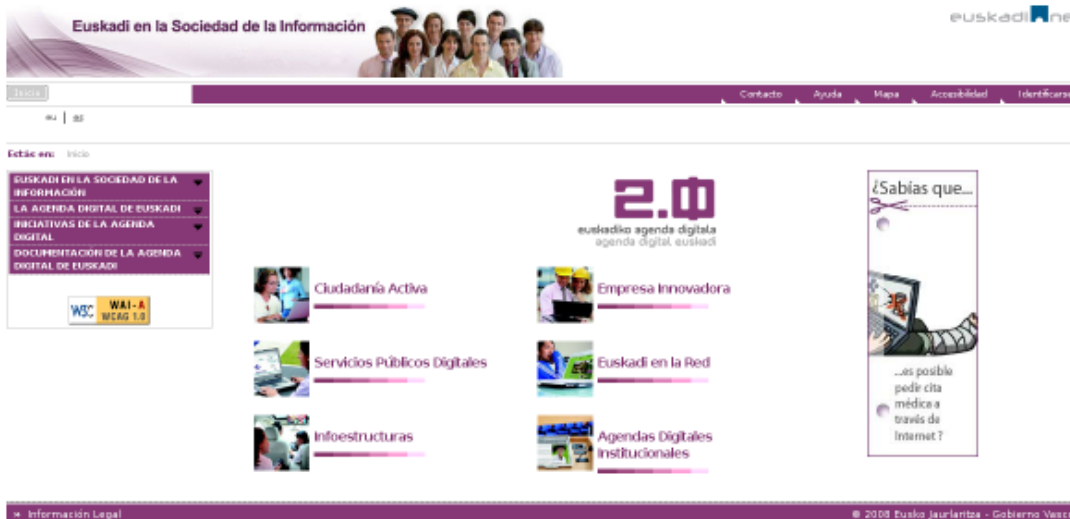 Euskadi en la Sociedad de la Información
euskadi.ne
Inicio
Contacto Ayuda Mapa Accesibilidad Identificarse
eu | es
Estás en: Inicio
EUSKADI EN LA SOCIEDAD DE LA
INFORMACIÓN
LA AGENDA DIGITAL DE EUSKADI
INICIATIVAS DE LA AGENDA
DIGITAL
DOCUMENTACIÓN DE LA AGENDA
DIGITAL DE EUSKADI
W3C WAI-A
WCAG 1.0
2.0
euskadiko agenda digitala
agenda digital euskadi
Ciudadanía Activa
Empresa Innovadora
Servicios Públicos Digitales
Euskadi en la Red
Infoestructuras
Agendas Digitales
Institucionales
¿Sabías que...
...es posible
pedir cita
médica a
través de
Internet ?
Información Legal
© 2008 Eusko Jaurlaritza - Gobierno Vasco